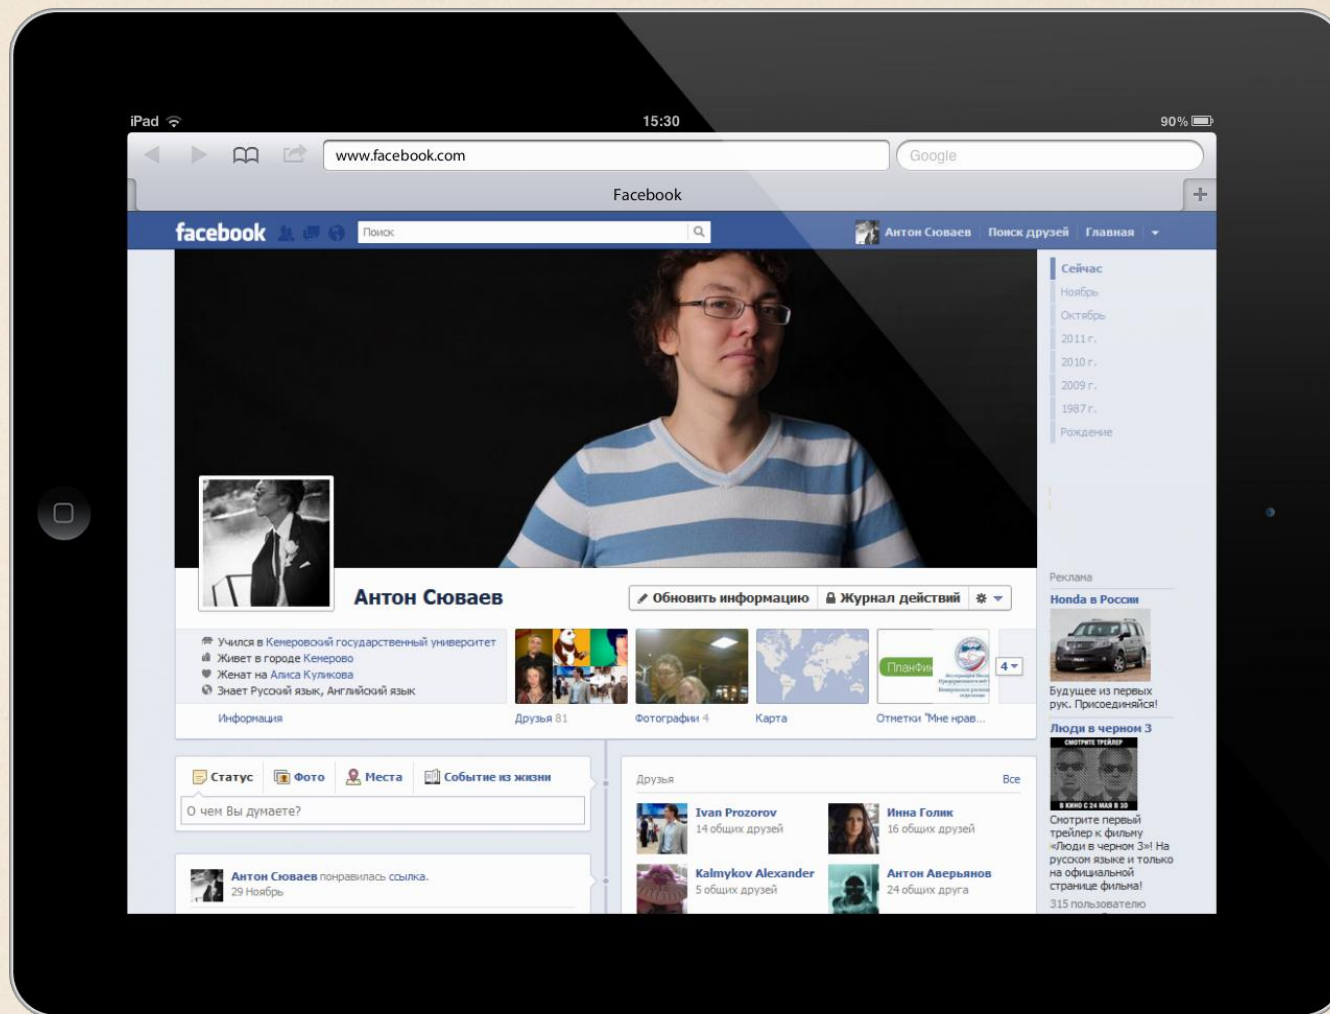 iPad 15:30 90%
www.facebook.com Google
Facebook
facebook Поиск Антон Сюваев Поиск друзей Главная
Сейчас
Ноябрь
Октябрь
2011 г.
2010 г.
2009 г.
1987 г.
Рождение
Антон Сюваев
Обновить информацию Журнал действий
Учился в Кемеровский государственный университет
Живет в городе Кемерово
Женат на Алиса Куликова
Знает Русский язык, Английский язык
Информация
Друзья 81
Фотографии 4
Карта
ПланФик
4
Отметки "Мне нрав...
Статус Фото Места Событие из жизни
О чем Вы думаете?
Антон Сюваев понравилась ссылка.
29 Ноябрь
Друзья Все
Ivan Prozorov
14 общих друзей
Инна Голик
16 общих друзей
Kalmykov Alexander
5 общих друзей
Антон Аверьянов
24 общих друга
Реклама
Honda в России
Будущее из первых
рук. Присоединяйся!
Люди в черном 3
СМОТРИТЕ ТРЕЙЛЕР
В КИНО С 24 МАЯ В 3D
Смотрите первый
трейлер к фильму
«Люди в черном 3»! На
русском языке и только
на официальной
странице фильма!
315 пользователю